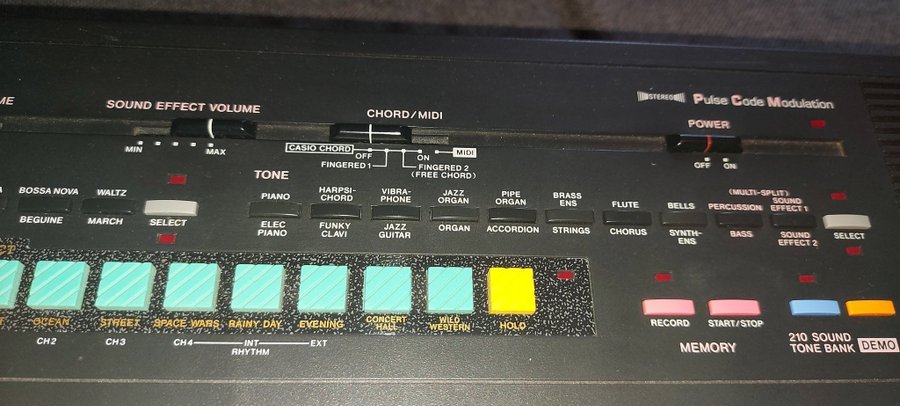 ME
SOUND EFFECT VOLUME
MIN
MAX
CHORD/MIDI
CASIO CHORD
OFF
ON
MIDI
FINGERED 1
FINGERED 2
(FREE CHORD)
STEREO
Pulse Code Modulation
POWER
OFF ON
BOSSA NOVA
BEGUINE
WALTZ
MARCH
SELECT
TONE
PIANO
ELEC
PIANO
HARPSI-
CHORD
FUNKY
CLAVI
VIBRA-
PHONE
JAZZ
GUITAR
JAZZ
ORGAN
ORGAN
PIPE
ORGAN
ACCORDION
BRASS
ENS
STRINGS
FLUTE
CHORUS
BELLS
SYNTH-
ENS
(MULTI-SPLIT)
PERCUSSION
BASS
SOUND
EFFECT 1
SOUND
EFFECT 2
SELECT
OCEAN
STREET
SPACE WARS
RAINY DAY
EVENING
CONCERT
HALL
WILD
WESTERN
HOLD
CH2
CH3
CH4
INT
EXT
RHYTHM
RECORD
START/STOP
MEMORY
210 SOUND
TONE BANK
DEMO